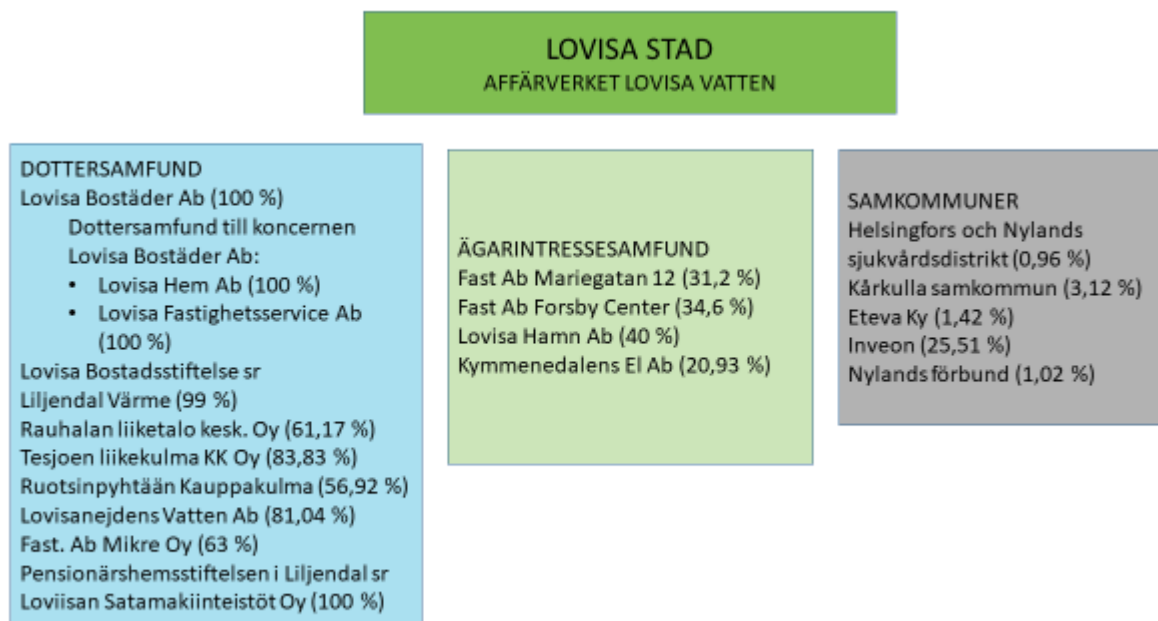 LOVISA STAD
AFFÄRVERKET LOVISA VATTEN
DOTTERSAMFUND
Lovisa Bostäder Ab (100 %)
Dottersamfund till koncernen
Lovisa Bostäder Ab:
• Lovisa Hem Ab (100 %)
• Lovisa Fastighetsservice Ab
(100 %)
Lovisa Bostadsstiftelse sr
Liljendal Värme (99 %)
Rauhalan liiketalo kesk. Oy (61,17 %)
Tesjoen liikekulma KK Oy (83,83 %)
Ruotsinpyhtään Kauppakulma (56,92 %)
Lovisanejdens Vatten Ab (81,04 %)
Fast. Ab Mikre Oy (63 %)
Pensionärshemsstiftelsen i Liljendal sr
Loviisan Satamakiinteistöt Oy (100 %)
ÄGARINTRESSESAMFUND
Fast Ab Mariegatan 12 (31,2 %)
Fast Ab Forsby Center (34,6 %)
Lovisa Hamn Ab (40 %)
Kymmenedalens El Ab (20,93 %)
SAMKOMMUNER
Helsingfors och Nylands
sjukvårdsdistrikt (0,96 %)
Kårkulla samkommun (3,12 %)
Eteva Ky (1,42 %)
Inveon (25,51 %)
Nylands förbund (1,02 %)